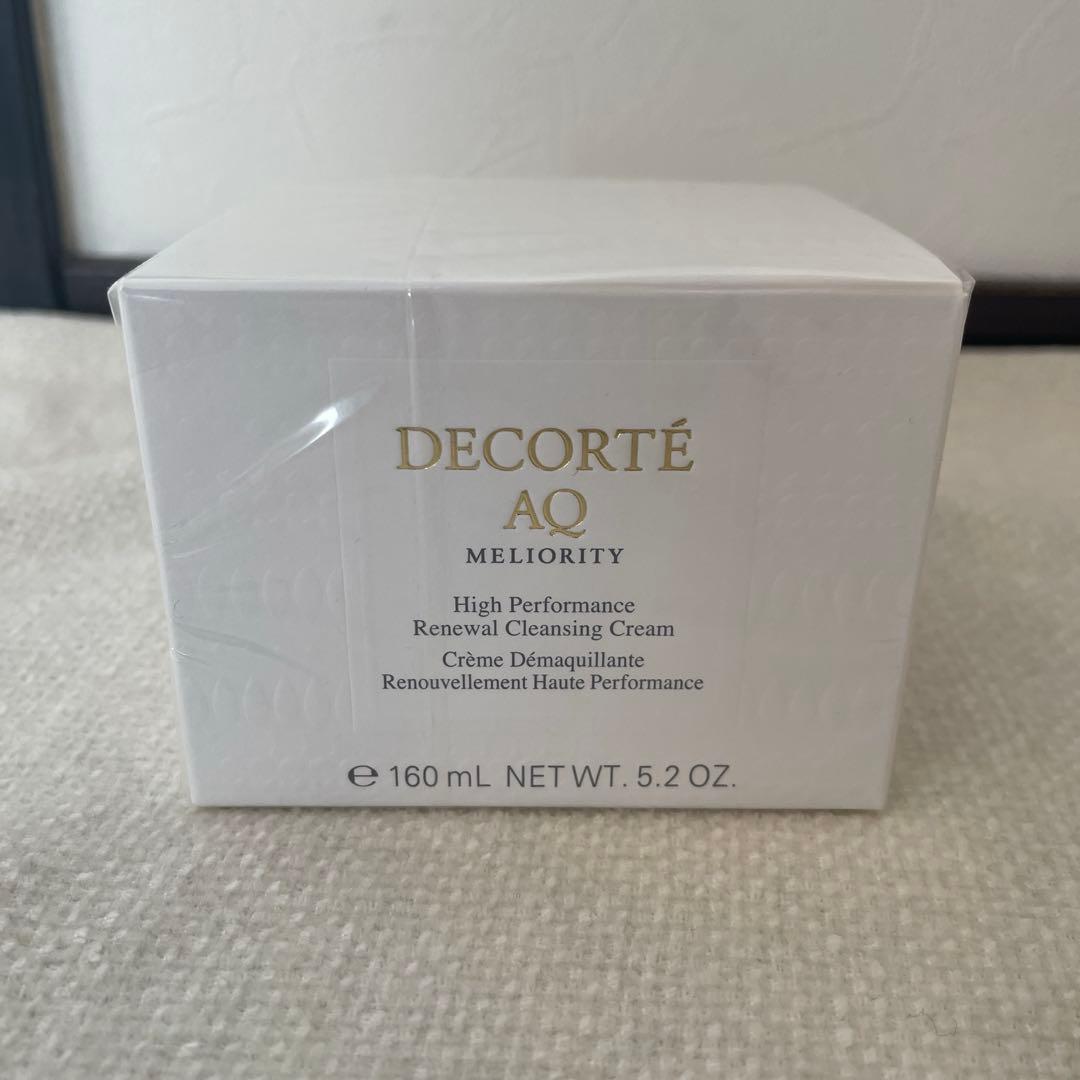 DECORTÉ
AQ
MELIORITY
High Performance
Renewal Cleansing Cream
Crème Démaquillante
Renouvellement Haute Performance
℮ 160 mL NET WT. 5.2 OZ.